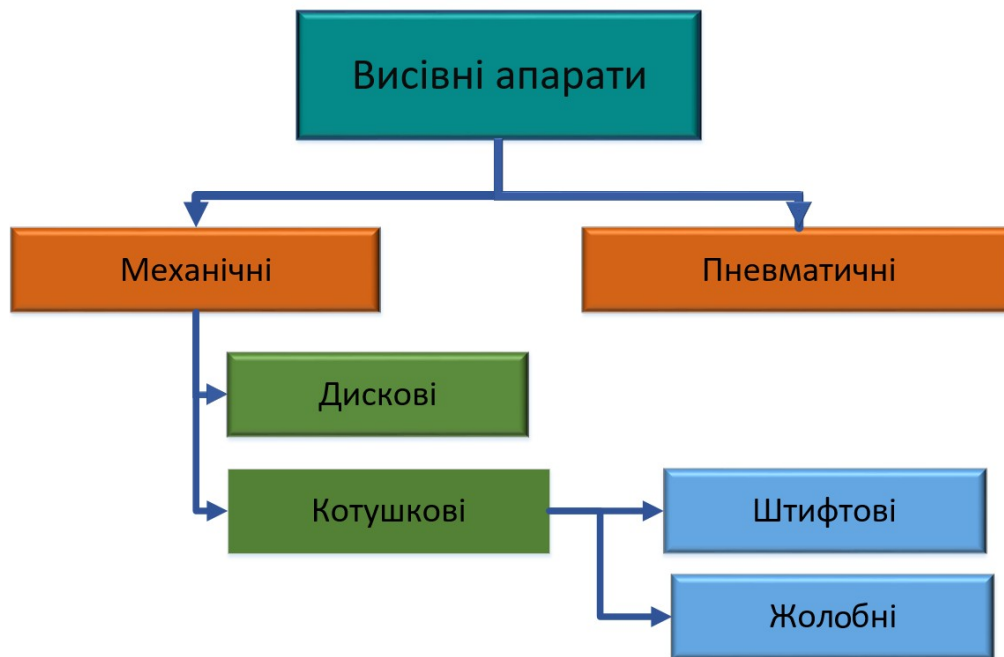 Висівні апарати
Механічні
Пневматичні
Дискові
Котушкові
Штифтові
Жолобні